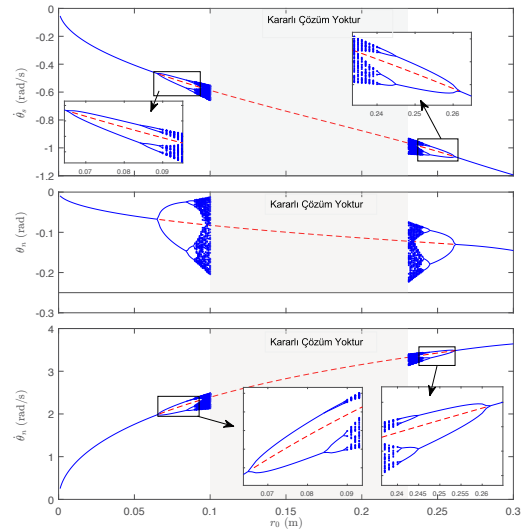 Kararlı Çözüm Yoktur
0
-0.2
-0.4
-0.6
-0.8
-1
-1.2
θ̇s (rad/s)
0.07 0.08 0.09
0.24 0.25 0.26
Kararlı Çözüm Yoktur
0
-0.1
-0.2
-0.3
θn (rad)
Kararlı Çözüm Yoktur
4
3
2
1
0
θ̇n (rad/s)
0.07 0.08 0.09
0.24 0.245 0.25 0.255 0.26
0 0.05 0.1 0.15 0.2 0.25 0.3
r0 (m)